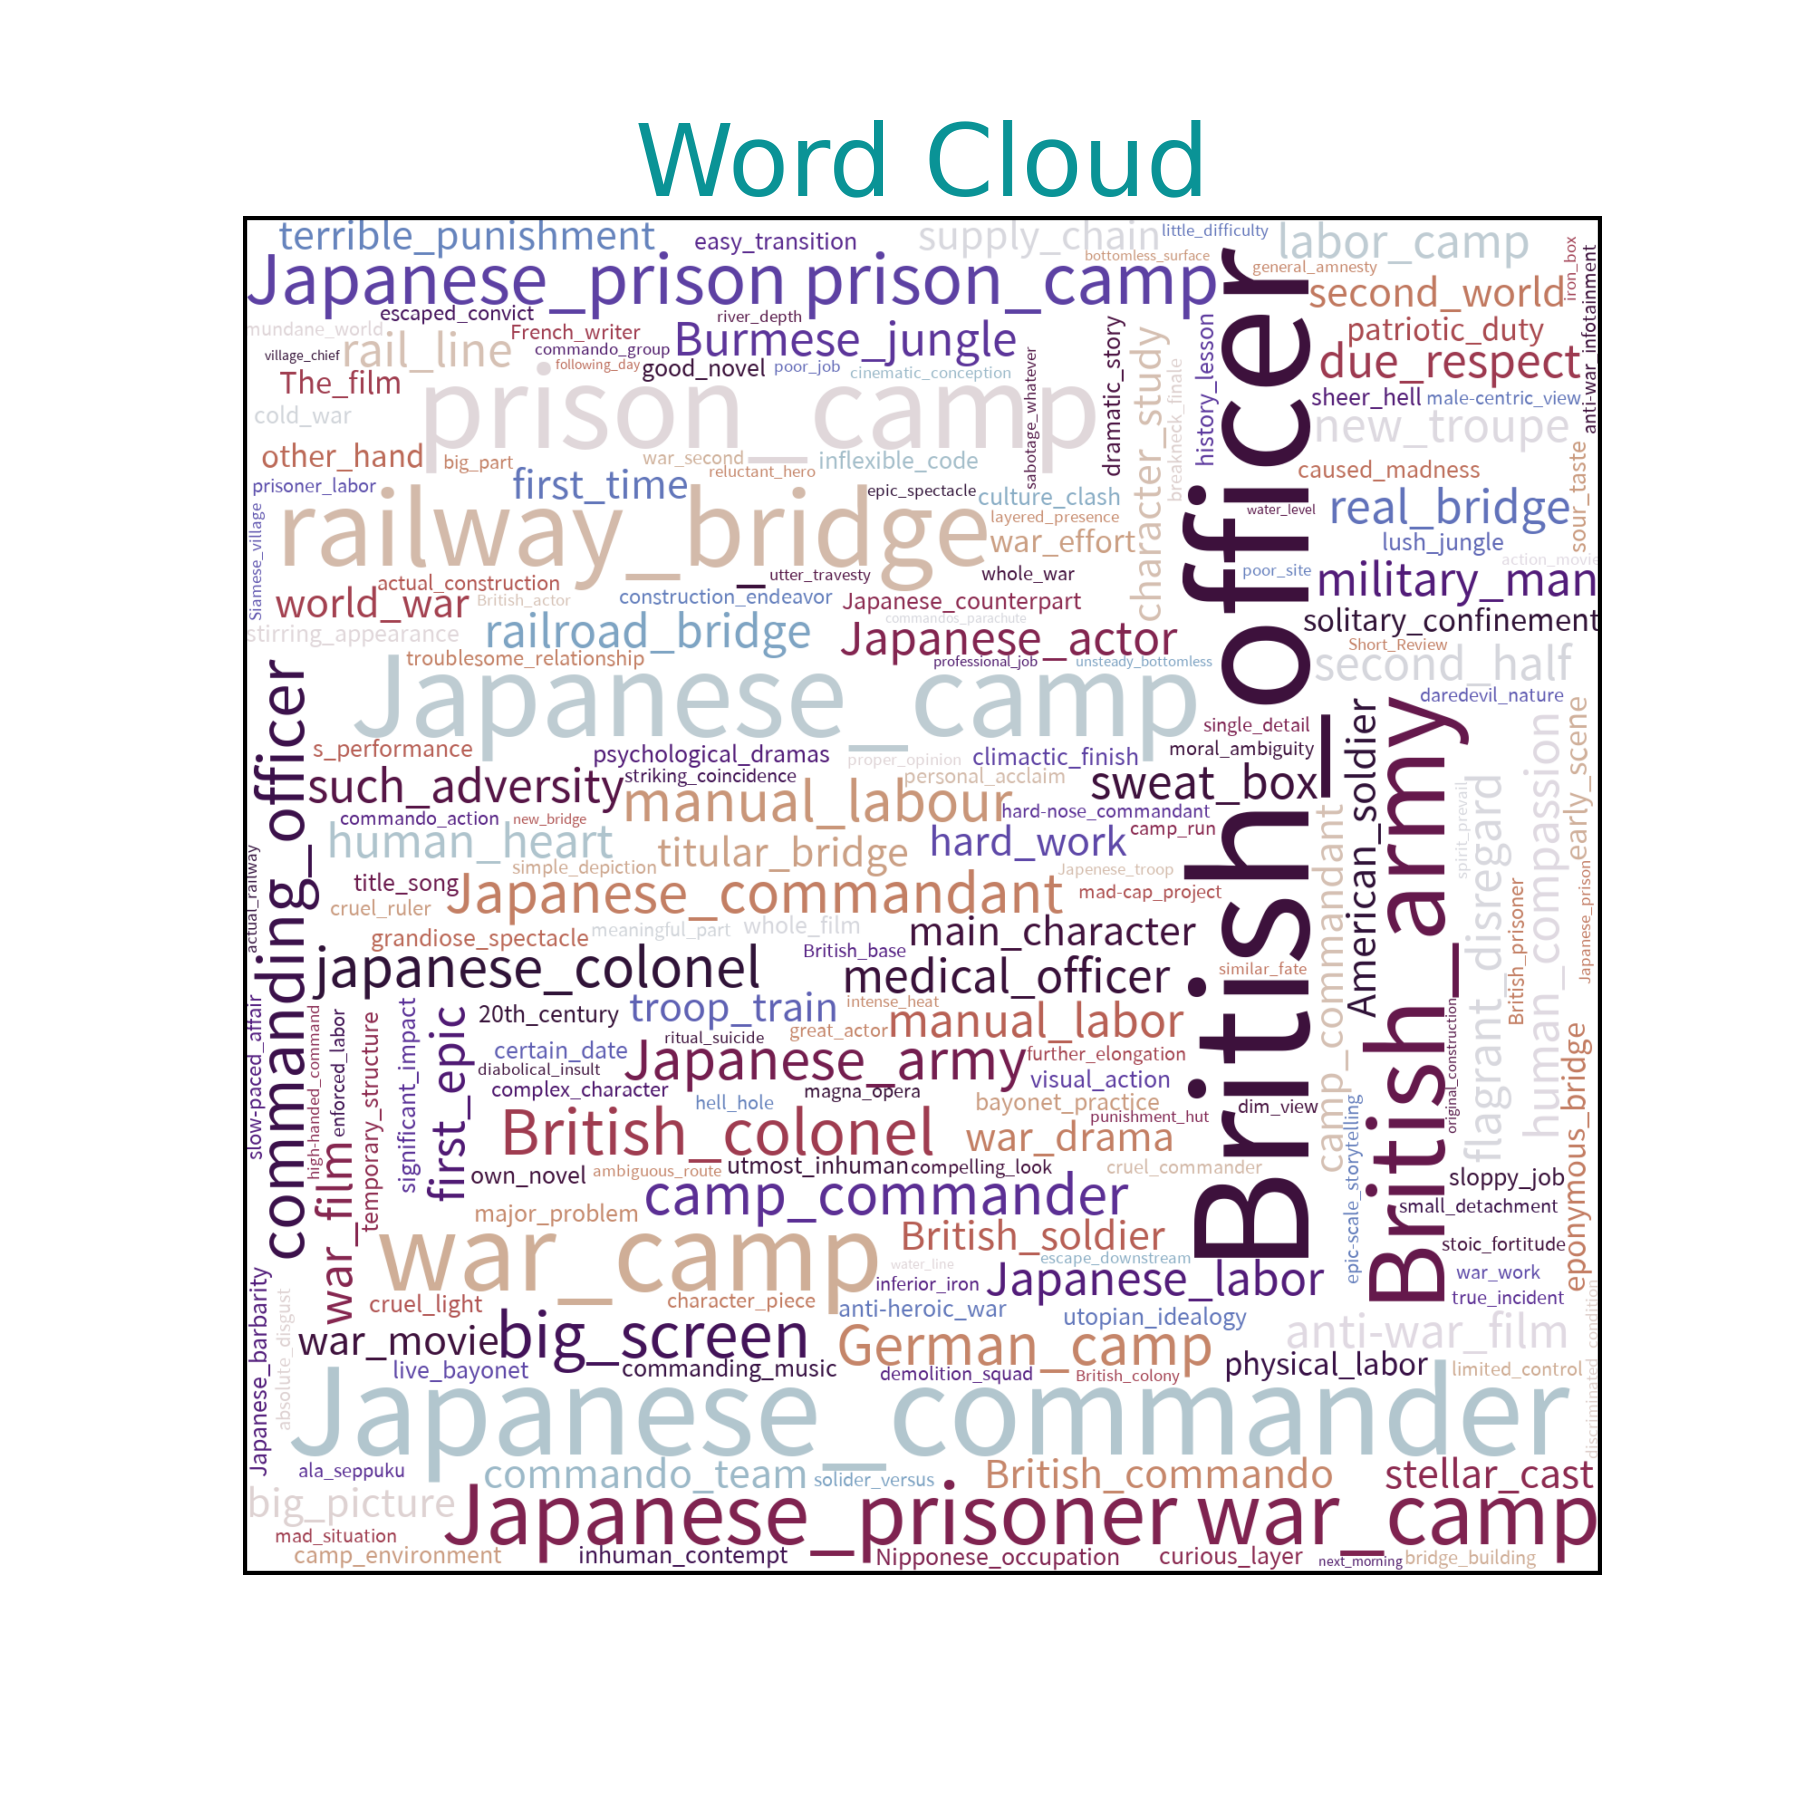 Word Cloud
terrible_punishment
easy_transition
supply_chain
little_difficulty
labor_camp
iron_box
anti-war_infotainment
Japanese_prison
prison_camp
bottomless_surface
general_amnesty
second_world
escaped_convict
river_depth
mundane_world
French_writer
Burmese_jungle
patriotic_duty
village_chief
rail_line
commando_group
following_day
good_novel
poor_job
cinematic_conception
due_respect
The_film
prison_camp
sabotage_whatever
dramatic_story
character_study
breakneck_finale
history_lesson
British_officer
sheer_hell
male-centric_view
cold_war
new_troupe
other_hand
big_part
war_second
reluctant_hero
inflexible_code
caused_madness
sour_taste
prisoner_labor
first_time
epic_spectacle
culture_clash
real_bridge
Siamese_village
railway_bridge
layered_presence
water_level
war_effort
lush_jungle
action_movie
utter_travesty
whole_war
poor_site
military_man
actual_construction
world_war
British_actor
construction_endeavor
Japanese_counterpart
solitary_confinement
stirring_appearance
railroad_bridge
commandos_parachute
Japanese_actor
Short_Review
troublesome_relationship
professional_job
unsteady_bottomless
second_half
Japanese_camp
daredevil_nature
commanding_officer
single_detail
American_soldier
British_army
human_compassion
early_scene
s_performance
psychological_dramas
proper_opinion
climactic_finish
moral_ambiguity
such_adversity
striking_coincidence
personal_acclaim
sweat_box
manual_labour
hard-nose_commandant
flagrant_disregard
spirit_prevail
commando_action
new_bridge
camp_run
camp_commandant
human_heart
titular_bridge
hard_work
actual_railway
simple_depiction
Japenese_troop
title_song
Japanese_commandant
mad-cap_project
Japanese_prison
British_prisoner
cruel_ruler
grandiose_spectacle
meaningful_part
whole_film
main_character
British_base
japanese_colonel
medical_officer
similar_fate
slow-paced_affair
high-handed_command
enforced_labor
temporary_structure
significant_impact
first_epic
20th_century
troop_train
intense_heat
manual_labor
great_actor
original_construction
eponymous_bridge
certain_date
ritual_suicide
diabolical_insult
Japanese_army
further_elongation
complex_character
magna_opera
visual_action
hell_hole
bayonet_practice
punishment_hut
dim_view
British_colonel
war_drama
epic-scale_storytelling
war_film
own_novel
ambiguous_route
utmost_inhuman
compelling_look
cruel_commander
sloppy_job
camp_commander
small_detachment
major_problem
British_soldier
stoic_fortitude
war_camp
water_line
escape_downstream
Japanese_labor
inferior_iron
war_work
true_incident
Japanese_barbarity
absolute_disgust
cruel_light
character_piece
anti-heroic_war
utopian_idealogy
discriminated_condition
war_movie
big_screen
German_camp
anti-war_film
live_bayonet
commanding_music
demolition_squad
British_colony
physical_labor
limited_control
Japanese_commander
ala_seppuku
commando_team
solider_versus
British_commando
stellar_cast
big_picture
Japanese_prisoner
war_camp
mad_situation
camp_environment
inhuman_contempt
Nipponese_occupation
curious_layer
next_morning
bridge_building